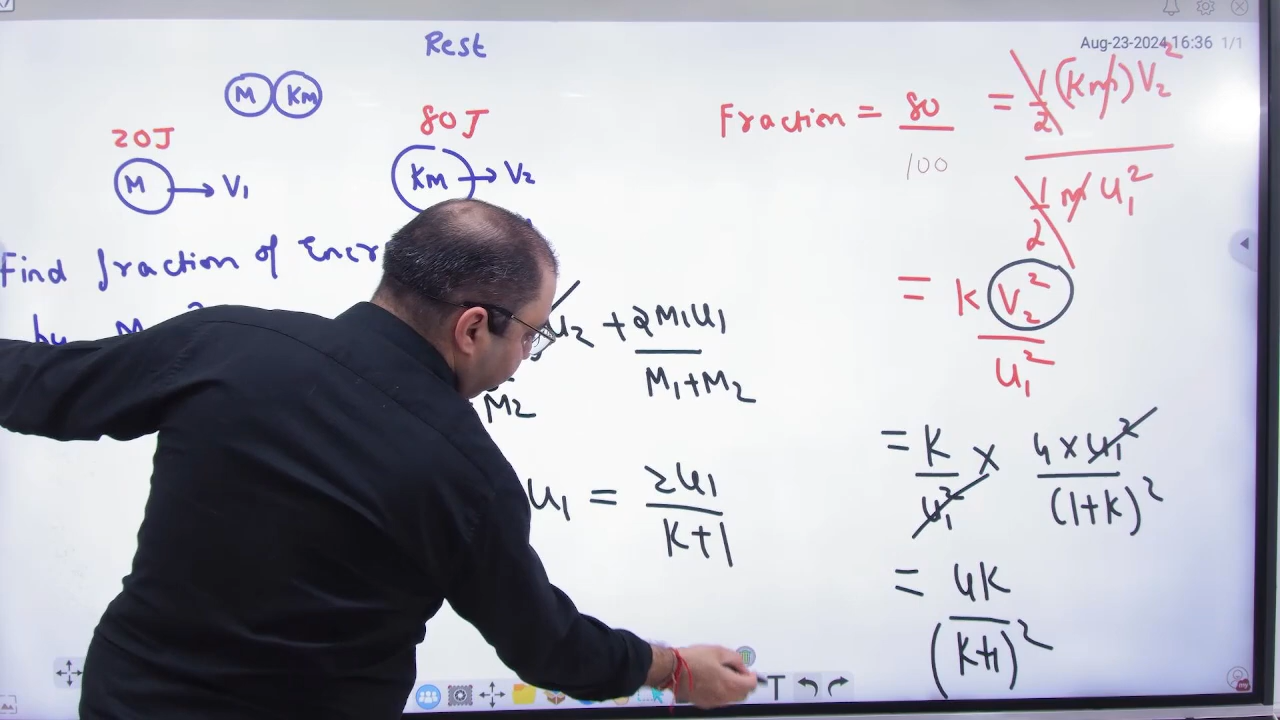 Rest
Aug-23-2024 16:36 1/1
M KM
20J 80J
M → V₁ KM → V₂
Find fraction of
by M
u₂ + 2M₁u₁
M₂ M₁+M₂
u₁ = 2u₁
K+1
Fraction = 80 = 1/2 (Km) V₂²
100 1/2 m u₁²
= K V₂²
u₁²
= K × 4 × u₁²
u₁² (1+K)²
= 4K
(K+1)²
T